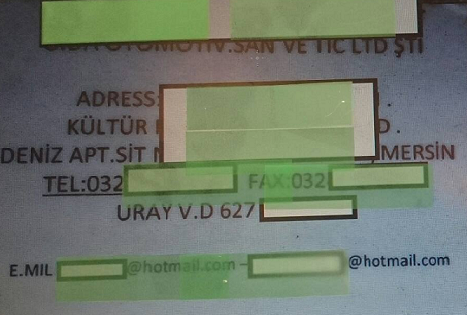 GIDA OTOMOTİV.SAN VE TİC LTD ŞTİ
ADRESS:
KÜLTÜR D.
DENİZ APT.SİT MERSİN
TEL:032 FAX:032
URAY V.D 627
E.MIL @hotmail.com – @hotmail.com